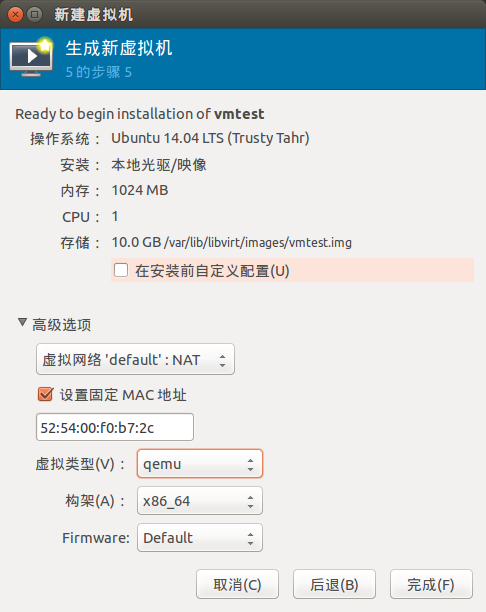 新建虚拟机
生成新虚拟机
5 的步骤 5
Ready to begin installation of vmtest
操作系统： Ubuntu 14.04 LTS (Trusty Tahr)
安装： 本地光驱/映像
内存： 1024 MB
CPU： 1
存储： 10.0 GB /var/lib/libvirt/images/vmtest.img
在安装前自定义配置(U)
高级选项
虚拟网络 'default' : NAT
设置固定 MAC 地址
52:54:00:f0:b7:2c
虚拟类型(V)： qemu
构架(A)： x86_64
Firmware: Default
取消(C) 后退(B) 完成(F)